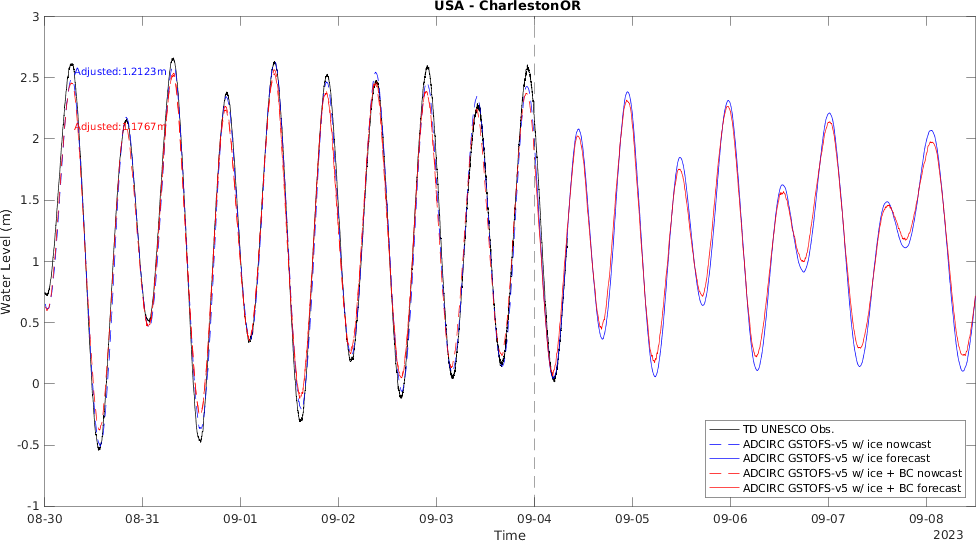 USA - CharlestonOR
3
2.5
2
1.5
1
0.5
0
-0.5
-1
Water Level (m)
Adjusted:1.2123m
Adjusted:1.1767m
TD UNESCO Obs.
ADCIRC GSTOFS-v5 w/ ice nowcast
ADCIRC GSTOFS-v5 w/ ice forecast
ADCIRC GSTOFS-v5 w/ ice + BC nowcast
ADCIRC GSTOFS-v5 w/ ice + BC forecast
08-30 08-31 09-01 09-02 09-03 09-04 09-05 09-06 09-07 09-08
Time
2023